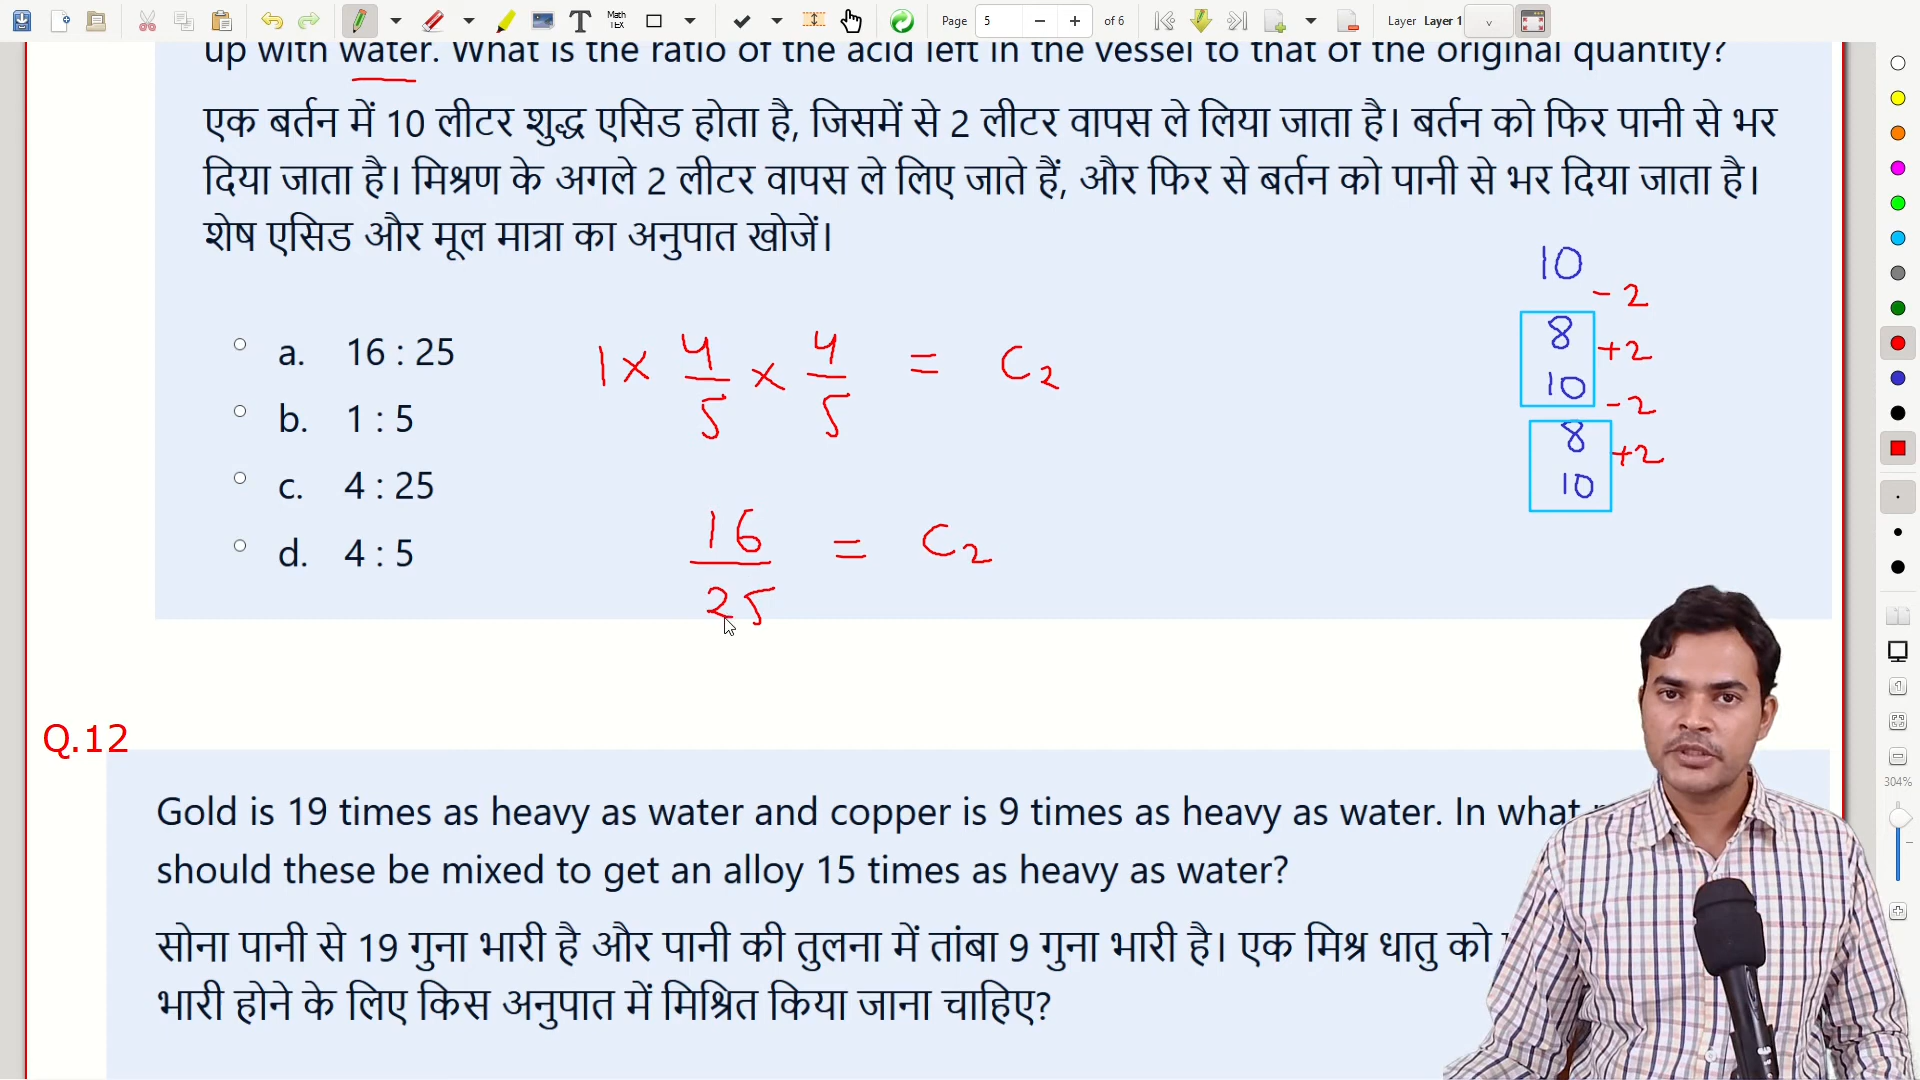 Page 5 of 6 Layer Layer 1
T Math TEX
up with water. What is the ratio of the acid left in the vessel to that of the original quantity?
एक बर्तन में 10 लीटर शुद्ध एसिड होता है, जिसमें से 2 लीटर वापस ले लिया जाता है। बर्तन को फिर पानी से भर
दिया जाता है। मिश्रण के अगले 2 लीटर वापस ले लिए जाते हैं, और फिर से बर्तन को पानी से भर दिया जाता है।
शेष एसिड और मूल मात्रा का अनुपात खोजें।
10
- 2
8
+2
10
-2
8
+2
10
a. 16 : 25
b. 1 : 5
c. 4 : 25
d. 4 : 5
1 × 4/5 × 4/5 = C2
16/25 = C2
304%
Q.12
Gold is 19 times as heavy as water and copper is 9 times as heavy as water. In what
should these be mixed to get an alloy 15 times as heavy as water?
सोना पानी से 19 गुना भारी है और पानी की तुलना में तांबा 9 गुना भारी है। एक मिश्र धातु को
भारी होने के लिए किस अनुपात में मिश्रित किया जाना चाहिए?